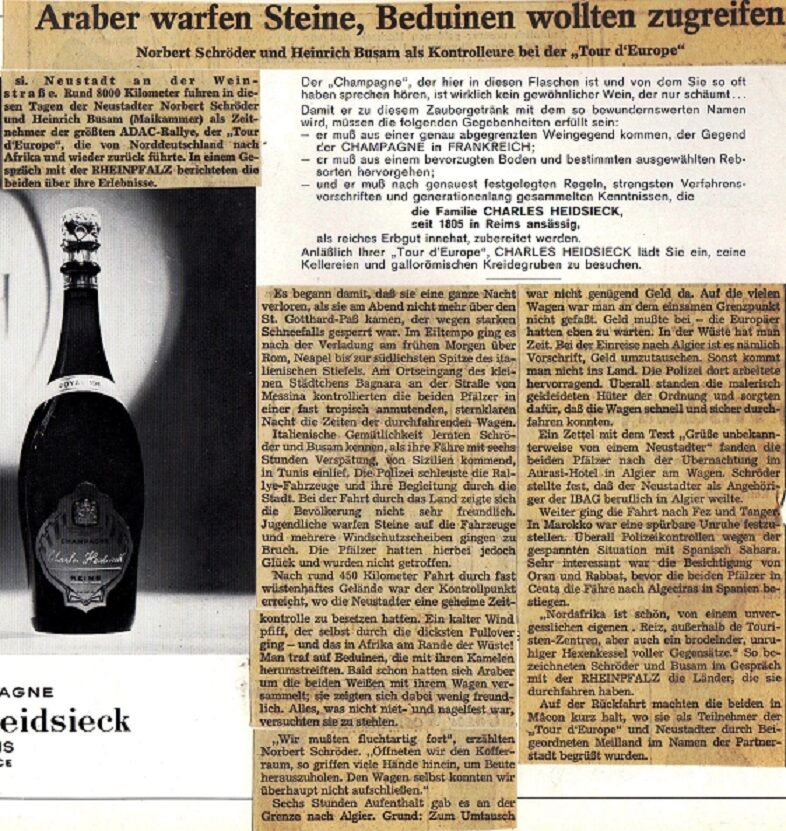 Araber warfen Steine, Beduinen wollten zugreifen
Norbert Schröder und Heinrich Busam als Kontrolleure bei der „Tour d'Europe“
si. Neustadt an der Wein-
straße. Rund 8000 Kilometer fuhren in die-
sen Tagen der Neustadter Norbert Schröder
und Heinrich Busam (Maikammer) als Zeit-
nehmer der größten ADAC-Rallye, der „Tour
d'Europe“, die von Norddeutschland nach
Afrika und wieder zurück führte. In einem Ge-
spräch mit der RHEINPFALZ berichteten die
beiden über ihre Erlebnisse.
Der „Champagne“, der hier in diesen Flaschen ist und von dem Sie so oft
haben sprechen hören, ist wirklich kein gewöhnlicher Wein, der nur schäumt...
Damit er zu diesem Zaubergetränk mit dem so bewundernswerten Namen
wird, müssen die folgenden Gegebenheiten erfüllt sein:
– er muß aus einer genau abgegrenzten Weingegend kommen, der Gegend
der CHAMPAGNE in FRANKREICH;
– er muß aus einem bevorzugten Boden und bestimmten ausgewählten Reb-
sorten hervorgehen;
– und er muß nach genauest festgelegten Regeln, strengsten Verfahrens-
vorschriften und generationenlang gesammelten Kenntnissen, die
die Familie CHARLES HEIDSIECK,
seit 1805 in Reims ansässig,
als reiches Erbgut innehat, zubereitet werden.
Anläßlich Ihrer „Tour d'Europe“, CHARLES HEIDSIECK lädt Sie ein, seine
Kellereien und gallorömischen Kreidegruben zu besuchen.
CHAMPAGNE
Charles Heidsieck
REIMS
PAGNE
eidsieck
IS
CE
Es begann damit, daß sie eine ganze Nacht
verloren, als sie am Abend nicht mehr über den
St. Gotthard-Paß kamen, der wegen starken
Schneefalls gesperrt war. Im Eiltempo ging es
nach der Verladung am frühen Morgen über
Rom, Neapel bis zur südlichsten Spitze des ita-
lienischen Stiefels. Am Ortseingang des klei-
nen Städtchens Bagnara an der Straße von
Messina kontrollierten die beiden Pfälzer in
einer fast tropisch anmutenden, sternklaren
Nacht die Zeiten der durchfahrenden Wagen.
Italienische Gemütlichkeit lernten Schrö-
der und Busam kennen, als ihre Fähre mit sechs
Stunden Verspätung, von Sizilien kommend,
in Tunis einlief. Die Polizei schleuste die Ral-
lye-Fahrzeuge und ihre Begleitung durch die
Stadt. Bei der Fahrt durch das Land zeigte sich
die Bevölkerung nicht sehr freundlich.
Jugendliche warfen Steine auf die Fahrzeuge
und mehrere Windschutzscheiben gingen zu
Bruch. Die Pfälzer hatten hierbei jedoch
Glück und wurden nicht getroffen.
Nach rund 450 Kilometer Fahrt durch fast
wüstenhaftes Gelände war der Kontrollpunkt
erreicht, wo die Neustadter eine geheime Zeit-
kontrolle zu besetzen hatten. Ein kalter Wind
pfiff, der selbst durch die dicksten Pullover
ging – und das in Afrika am Rande der Wüste!
Man traf auf Beduinen, die mit ihren Kamelen
herumstreiften. Bald schon hatten sich Araber
um die beiden Weißen mit ihrem Wagen ver-
sammelt; sie zeigten sich dabei wenig freund-
lich. Alles, was nicht niet- und nagelfest war,
versuchten sie zu stehlen.
„Wir mußten fluchtartig fort“, erzählten
Norbert Schröder. „Öffneten wir den Koffer-
raum, so griffen viele Hände hinein, um Beute
herauszuholen. Den Wagen selbst konnten wir
überhaupt nicht aufschließen.“
Sechs Stunden Aufenthalt gab es an der
Grenze nach Algier. Grund: Zum Umtausch
war nicht genügend Geld da. Auf die vielen
Wagen war man an dem einsamen Grenzpunkt
nicht gefaßt. Geld mußte bei – die Europäer
hatten eben zu warten. In der Wüste hat man
Zeit. Bei der Einreise nach Algier ist es nämlich
Vorschrift, Geld umzutauschen. Sonst kommt
man nicht ins Land. Die Polizei dort arbeitete
hervorragend. Überall standen die malerisch
gekleideten Hüter der Ordnung und sorgten
dafür, daß die Wagen schnell und sicher durch-
fahren konnten.
Ein Zettel mit dem Text „Grüße unbekann-
terweise von einem Neustadter“ fanden die
beiden Pfälzer nach der Übernachtung im
Aurasi-Hotel in Algier am Wagen. Schröder
stellte fest, daß der Neustadter als Angehöri-
ger der IBAG beruflich in Algier weilte.
Weiter ging die Fahrt nach Fez und Tanger.
In Marokko war eine spürbare Unruhe festzu-
stellen. Überall Polizeikontrollen wegen der
gespannten Situation mit Spanisch Sahara.
Sehr interessant war die Besichtigung von
Oran und Rabbat, bevor die beiden Pfälzer in
Ceuta die Fähre nach Algeciras in Spanien be-
stiegen.
„Nordafrika ist schön, von einem unver-
gesslichen eigenen Reiz, außerhalb de Touri-
sten-Zentren, aber auch ein brodelnder, unru-
higer Hexenkessel voller Gegensätze.“ So be-
zeichneten Schröder und Busam im Gespräch
mit der RHEINPFALZ die Länder, die sie
durchfahren haben.
Auf der Rückfahrt machten die beiden in
Mâcon kurz halt, wo sie als Teilnehmer der
„Tour d'Europe“ und Neustadter durch Bei-
geordneten Meilland im Namen der Partner-
stadt begrüßt wurden.